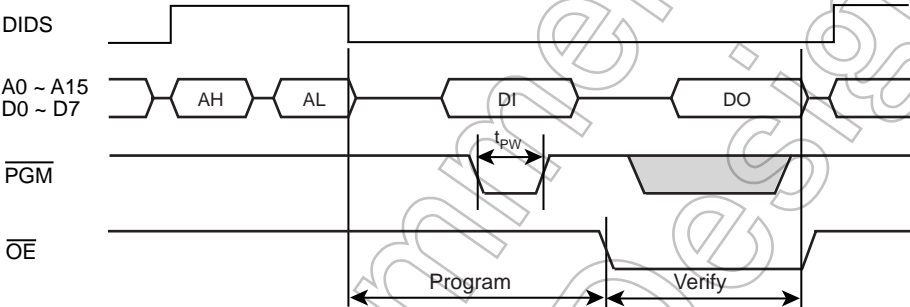 DIDS
A0 ~ A15
D0 ~ D7
AH AL DI DO
tPW
PGM
OE
Program Verify